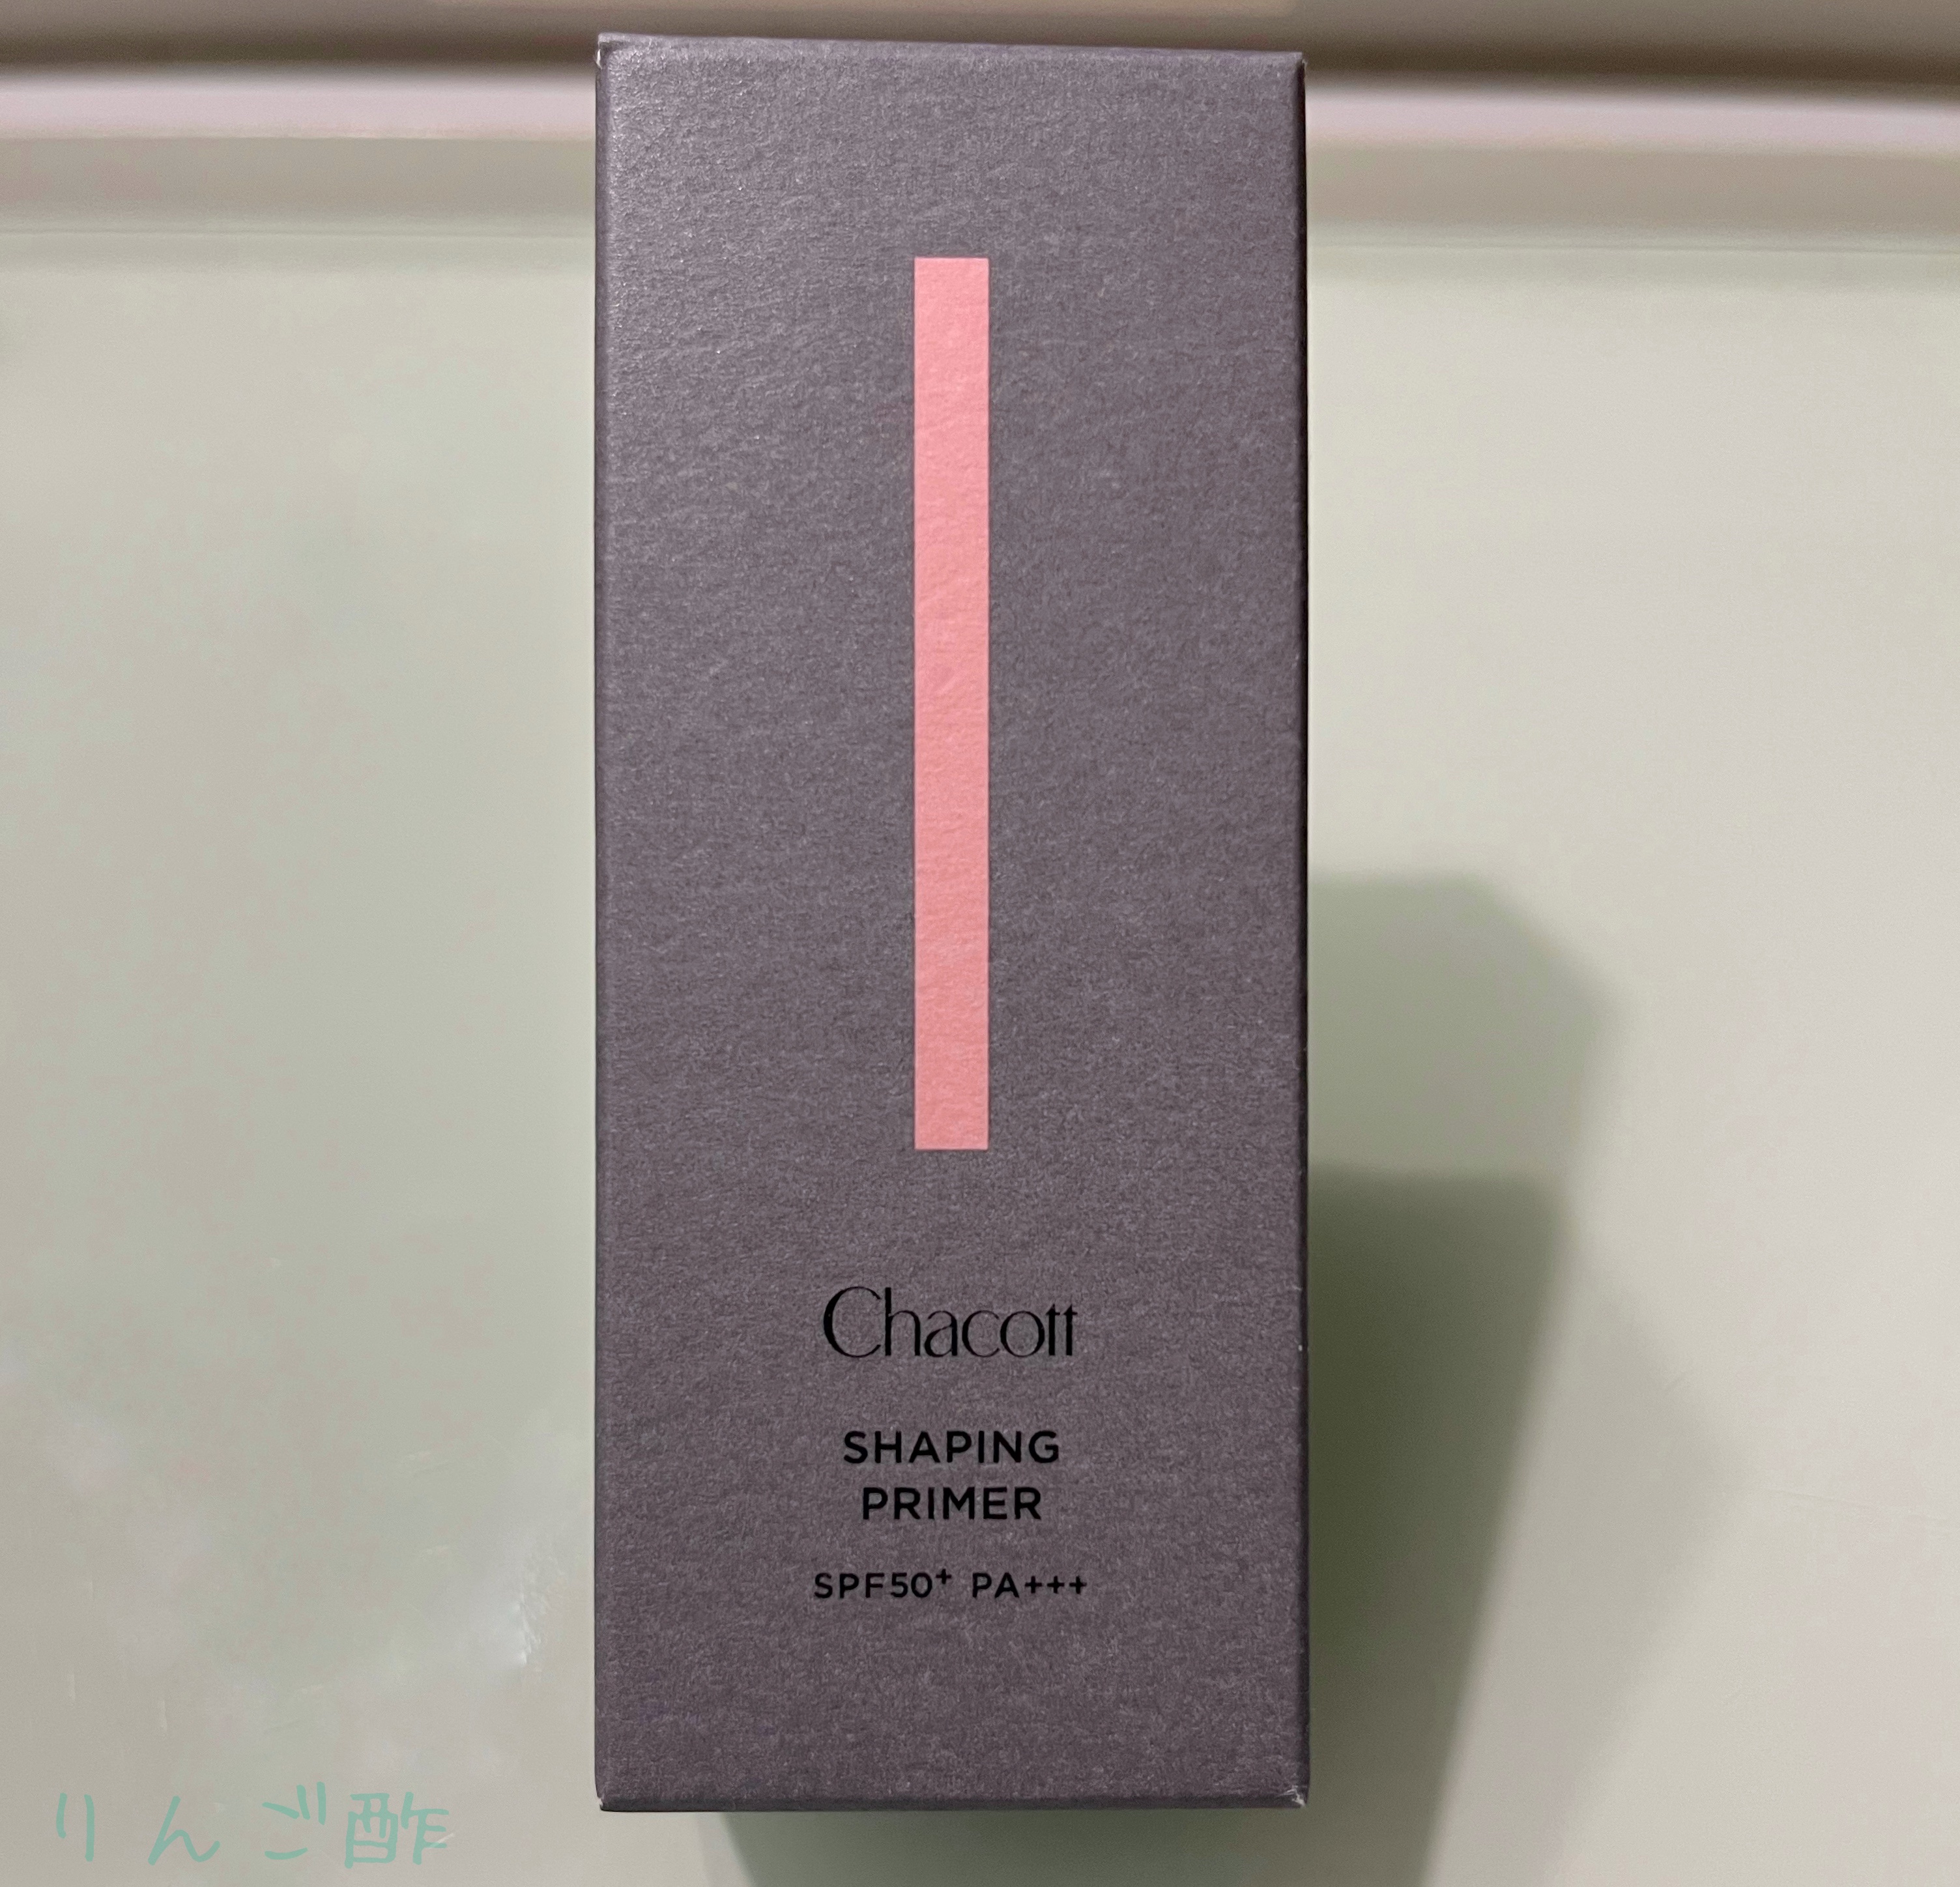 Chacott
SHAPING
PRIMER
SPF50+ PA+++
りんご酢